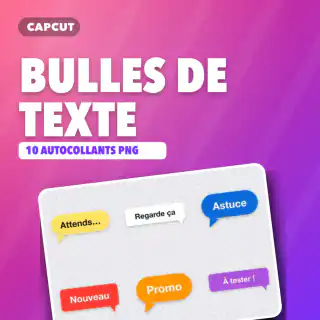 CAPCUT
BULLES DE
TEXTE
10 AUTOCOLLANTS PNG
Attends...
Regarde ça
Astuce
Nouveau
Promo
À tester !